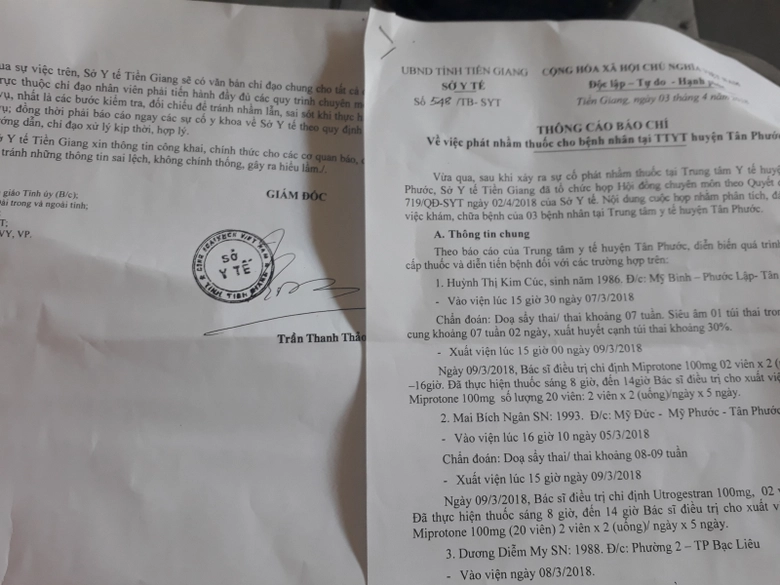 ua sự việc trên, Sở Y tế Tiền Giang sẽ có văn bản chỉ đạo chung cho tất cả
trực thuộc chỉ đạo nhân viên phải tiến hành đầy đủ các quy trình chuyên m
vụ, nhất là các bước kiểm tra, đối chiếu để tránh nhầm lẫn, sai sót khi thực h
vụ; đồng thời phải báo cáo ngay các sự cố y khoa về Sở Y tế theo quy định
ớng dẫn, chỉ đạo xử lý kịp thời, hợp lý.
ở Y tế Tiền Giang xin thông tin công khai, chính thức cho các cơ quan báo,
tránh những thông tin sai lệch, không chính thống, gây ra hiểu lầm./.
GIÁM ĐỐC
giáo Tỉnh ủy (B/c);
Đài trong và ngoài tỉnh;
T;
VY, VP.
SỞ
Y TẾ
TỈNH TIỀN GIANG
Trần Thanh Thảo
UBND TỈNH TIỀN GIANG
SỞ Y TẾ
Số 548 /TB- SYT
CỘNG HÒA XÃ HỘI CHỦ NGHĨA
Độc lập – Tự do – Hạnh
Tiền Giang, ngày 03 tháng 4 năm
THÔNG CÁO BÁO CHÍ
Về việc phát nhầm thuốc cho bệnh nhân tại TTYT huyện Tân Phước
Vừa qua, sau khi xảy ra sự cố phát nhầm thuốc tại Trung tâm Y tế huy
Phước, Sở Y tế Tiền Giang đã tổ chức họp Hội đồng chuyên môn theo Quyết
719/QĐ-SYT ngày 02/4/2018 của Sở Y tế. Nội dung cuộc họp nhằm phân tích, đá
việc khám, chữa bệnh của 03 bệnh nhân tại Trung tâm y tế huyện Tân Phước.
A. Thông tin chung
Theo báo cáo của Trung tâm y tế huyện Tân Phước, diễn biến quá trình
cấp thuốc và diễn tiến bệnh đối với các trường hợp trên:
1. Huỳnh Thị Kim Cúc, sinh năm 1986. Đ/c: Mỹ Bình – Phước Lập- Tân
- Vào viện lúc 15 giờ 30 ngày 07/3/2018
Chẩn đoán: Doạ sẩy thai/ thai khoảng 07 tuần. Siêu âm 01 túi thai tron
cung khoảng 07 tuần 02 ngày, xuất huyết cạnh túi thai khoảng 30%.
- Xuất viện lúc 15 giờ 00 ngày 09/3/2018
Ngày 09/3/2018, Bác sĩ điều trị chỉ định Miprotone 100mg 02 viên x 2 (
–16giờ. Đã thực hiện thuốc sáng 8 giờ, đến 14giờ Bác sĩ điều trị cho xuất việ
Miprotone 100mg số lượng 20 viên: 2 viên x 2 (uống)/ngày x 5 ngày.
2. Mai Bích Ngân SN: 1993. Đ/c: Mỹ Đức - Mỹ Phước - Tân Phước
- Vào viện lúc 16 giờ 10 ngày 05/3/2018
Chẩn đoán: Doạ sẩy thai/ thai khoảng 08-09 tuần
- Xuất viện lúc 15 giờ ngày 09/3/2018
Ngày 09/3/2018, Bác sĩ điều trị chỉ định Utrogestran 100mg, 02 v
Đã thực hiện thuốc sáng 8 giờ, đến 14 giờ Bác sĩ điều trị cho xuất v
Miprotone 100mg (20 viên) 2 viên x 2 (uống)/ ngày x 5 ngày.
3. Dương Diễm My SN: 1988. Đ/c: Phường 2 – TP Bạc Liêu
- Vào viện ngày 08/3/2018.